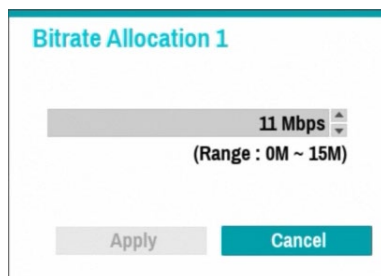 Bitrate Allocation 1
11 Mbps
(Range : 0M ~ 15M)
Apply
Cancel